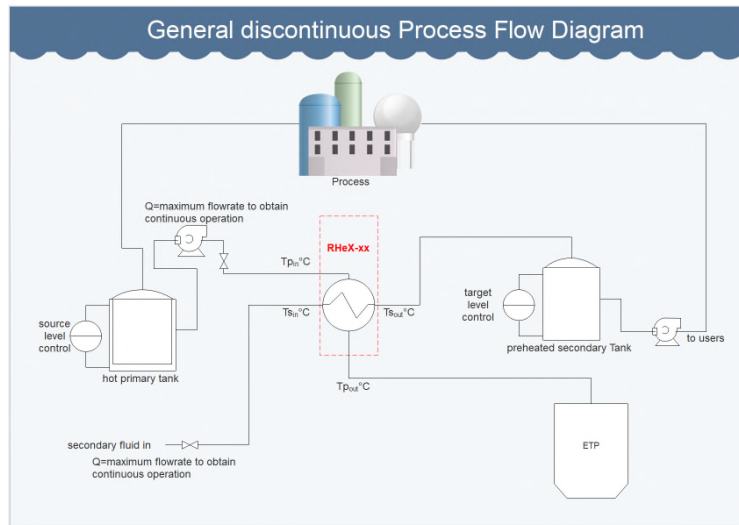 General discontinuous Process Flow Diagram
Process
Q=maximum flowrate to obtain
continuous operation
RHeX-xx
Tpin°C
Tsin°C
Tsout°C
source
level
control
target
level
control
hot primary tank
preheated secondary Tank
to users
Tpout°C
secondary fluid in
Q=maximum flowrate to obtain
continuous operation
ETP